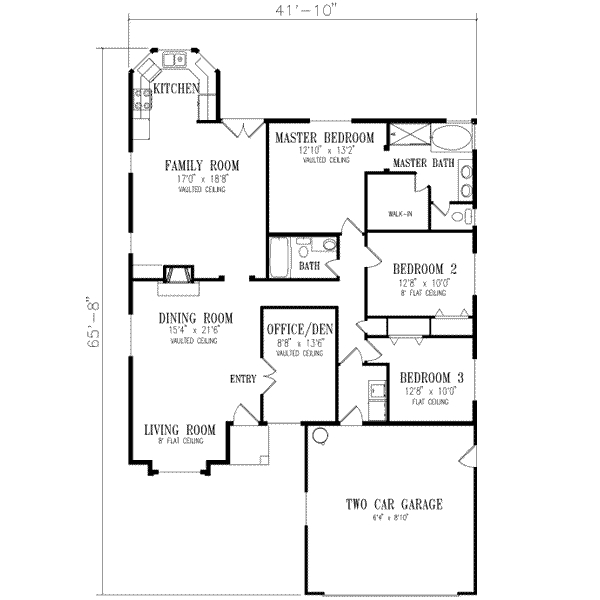 41'-10"
KITCHEN
MASTER BEDROOM
12'10" x 13'2"
VAULTED CEILING
MASTER BATH
FAMILY ROOM
17'0" x 18'8"
VAULTED CEILING
WALK-IN
BATH
BEDROOM 2
12'8" x 10'0"
8' FLAT CEILING
65'-8"
DINING ROOM
15'4" x 21'6"
VAULTED CEILING
OFFICE/DEN
8'8" x 13'6"
VAULTED CEILING
ENTRY
BEDROOM 3
12'8" x 10'0"
FLAT CEILING
LIVING ROOM
8' FLAT CEILING
TWO CAR GARAGE
6'4" x 8'10"